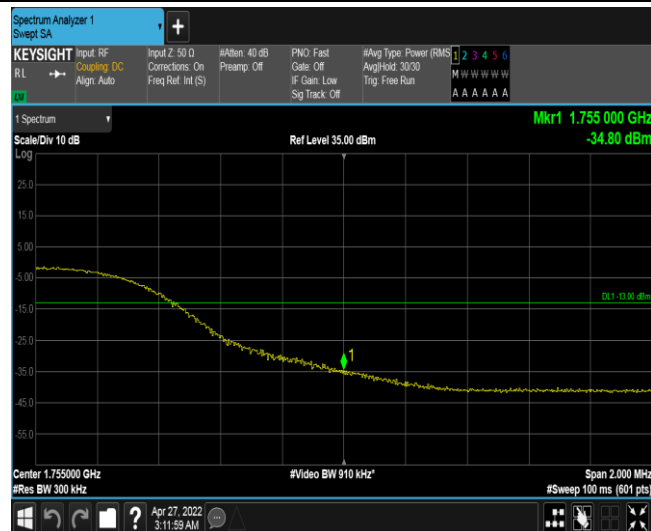 Spectrum Analyzer 1
Swept SA
+
KEYSIGHT
RL
Input: RF
Coupling: DC
Align: Auto
Input Z: 50 Ω
Corrections: On
Freq Ref: Int (S)
#Atten: 40 dB
Preamp: Off
PNO: Fast
Gate: Off
IF Gain: Low
Sig Track: Off
#Avg Type: Power (RMS
Avg|Hold: 30/30
Trig: Free Run
1 2 3 4 5 6
M W W W W W
A A A A A A
1 Spectrum
Mkr1 1.755 000 GHz
Scale/Div 10 dB
Ref Level 35.00 dBm
-34.80 dBm
Log
25.0
15.0
5.00
-5.00
DL1 -13.00 dBm
-15.0
-25.0
1
-35.0
-45.0
-55.0
Center 1.755000 GHz
#Video BW 910 kHz*
Span 2.000 MHz
#Res BW 300 kHz
#Sweep 100 ms (601 pts)
?
Apr 27, 2022
3:11:59 AM